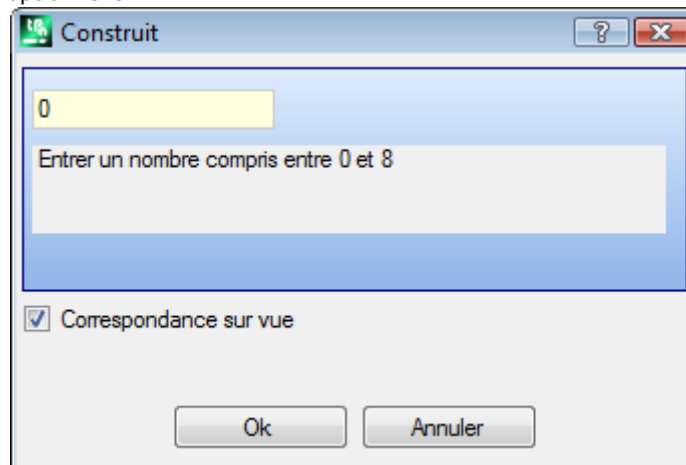 Construit
0
Entrer un nombre compris entre 0 et 8
Correspondance sur vue
Ok
Annuler